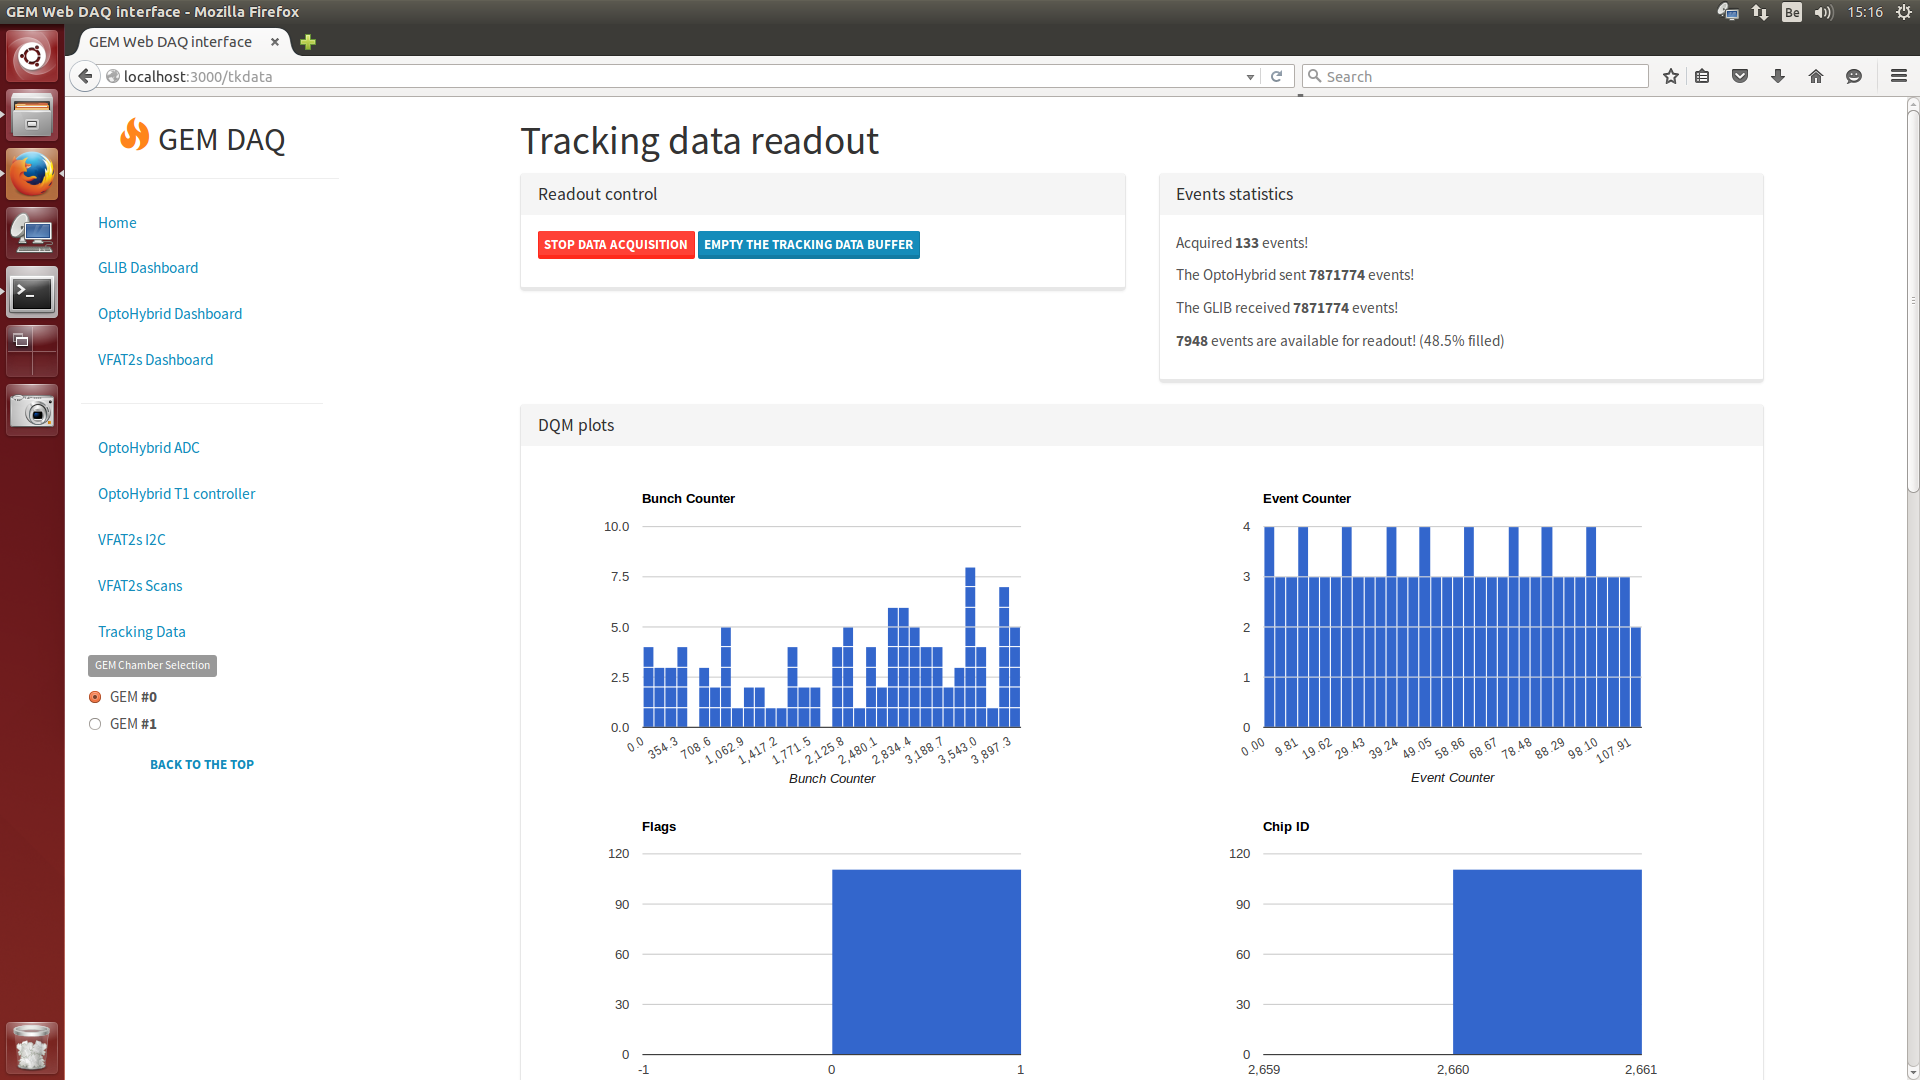 GEM Web DAQ interface - Mozilla Firefox
Be
15:16
GEM Web DAQ interface
localhost:3000/tkdata
Search
GEM DAQ
Home
GLIB Dashboard
OptoHybrid Dashboard
VFAT2s Dashboard
OptoHybrid ADC
OptoHybrid T1 controller
VFAT2s I2C
VFAT2s Scans
Tracking Data
GEM Chamber Selection
GEM #0
GEM #1
BACK TO THE TOP
Tracking data readout
Readout control
STOP DATA ACQUISITION
EMPTY THE TRACKING DATA BUFFER
Events statistics
Acquired 133 events!
The OptoHybrid sent 7871774 events!
The GLIB received 7871774 events!
7948 events are available for readout! (48.5% filled)
DQM plots
Bunch Counter
10.0
7.5
5.0
2.5
0.0
0.0 354.3 708.6 1,062.9 1,417.2 1,771.5 2,125.8 2,480.1 2,834.4 3,188.7 3,543.0 3,897.3
Bunch Counter
Event Counter
4
3
2
1
0
0.00 9.81 19.62 29.43 39.24 49.05 58.86 68.67 78.48 88.29 98.10 107.91
Event Counter
Flags
120
90
60
30
0
-1 0 1
Chip ID
120
90
60
30
0
2,659 2,660 2,661